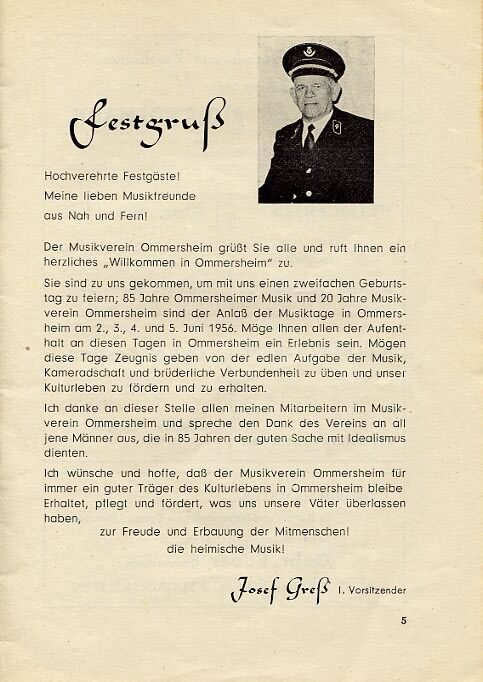 Festgruß
Hochverehrte Festgäste!
Meine lieben Musikfreunde
aus Nah und Fern!
Der Musikverein Ommersheim grüßt Sie alle und ruft Ihnen ein
herzliches „Willkommen in Ommersheim" zu.
Sie sind zu uns gekommen, um mit uns einen zweifachen Geburts-
tag zu feiern; 85 Jahre Ommersheimer Musik und 20 Jahre Musik-
verein Ommersheim sind der Anlaß der Musiktage in Ommers-
heim am 2., 3., 4. und 5. Juni 1956. Möge Ihnen allen der Aufent-
halt an diesen Tagen in Ommersheim ein Erlebnis sein. Mögen
diese Tage Zeugnis geben von der edlen Aufgabe der Musik,
Kameradschaft und brüderliche Verbundenheit zu üben und unser
Kulturleben zu fördern und zu erhalten.
Ich danke an dieser Stelle allen meinen Mitarbeitern im Musik-
verein Ommersheim und spreche den Dank des Vereins an all
jene Männer aus, die in 85 Jahren der guten Sache mit Idealismus
dienten.
Ich wünsche und hoffe, daß der Musikverein Ommersheim für
immer ein guter Träger des Kulturlebens in Ommersheim bleibe
Erhaltet, pflegt und fördert, was uns unsere Väter überlassen
haben,
zur Freude und Erbauung der Mitmenschen!
die heimische Musik!
Josef Greß I. Vorsitzender
5